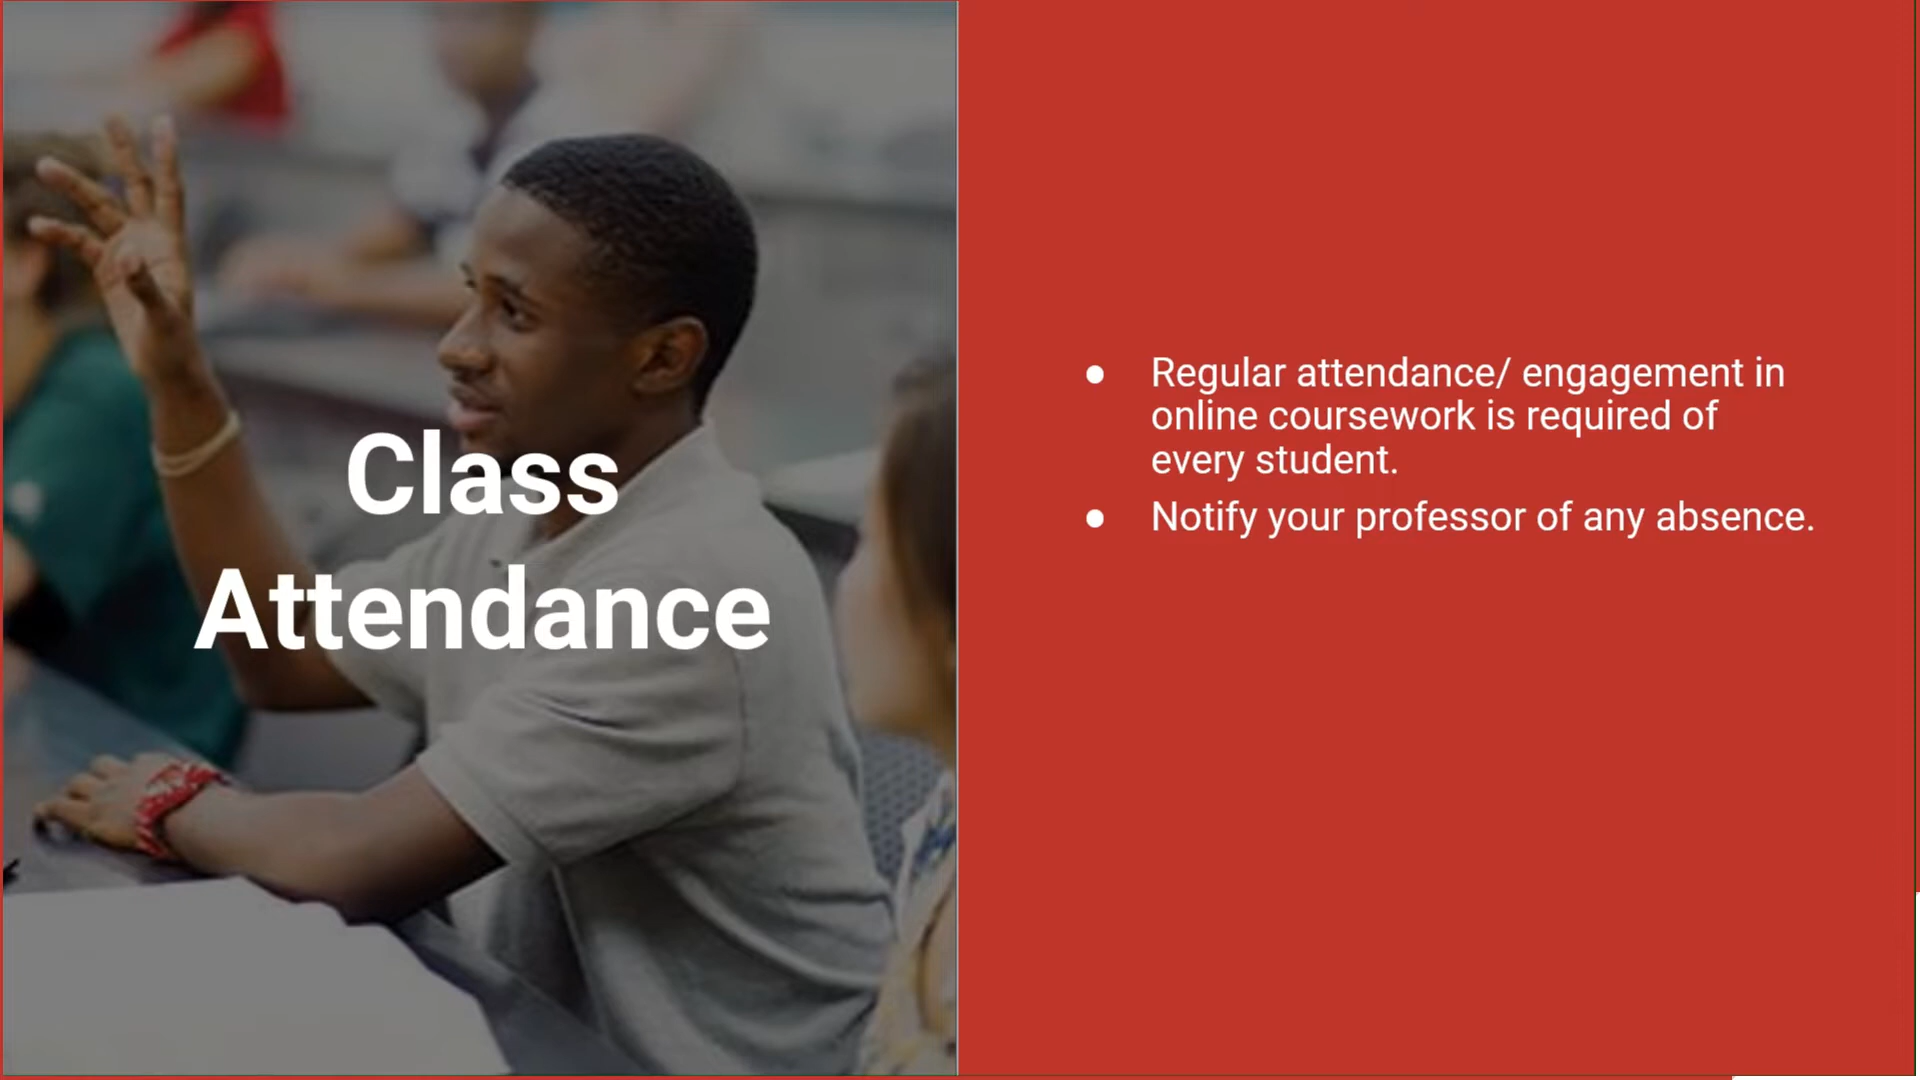 Class
Attendance
● Regular attendance/ engagement in
online coursework is required of
every student.
● Notify your professor of any absence.